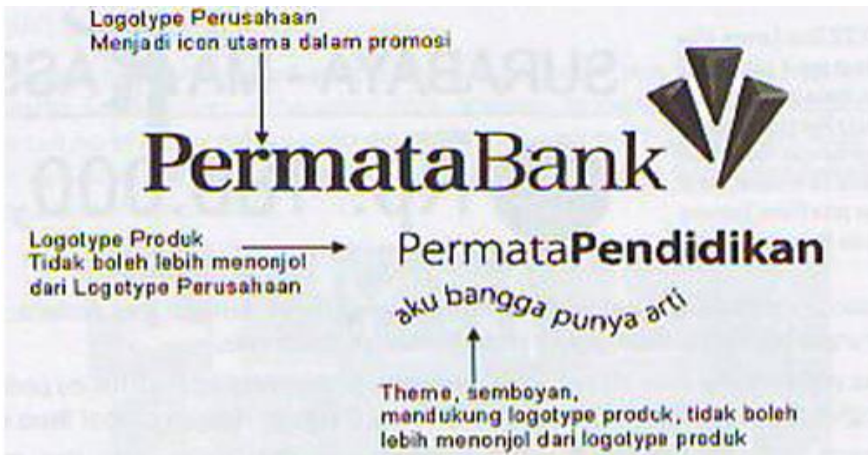 Logotype Perusahaan
Menjadi icon utama dalam promosi
PermataBank
Logotype Produk
Tidak boleh lebih menonjol
dari Logotype Perusahaan
PermataPendidikan
aku bangga punya arti
Theme, semboyan,
mendukung logotype produk, tidak boleh
lebih menonjol dari logotype produk